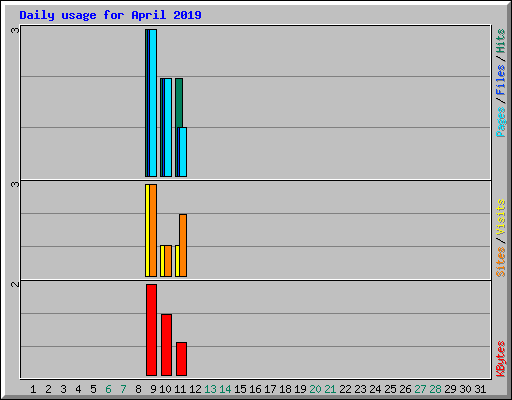 Daily usage for April 2019
3
3
2
Pages / Files / Hits
Sites / Visits
KBytes
1 2 3 4 5 6 7 8 9 10 11 12 13 14 15 16 17 18 19 20 21 22 23 24 25 26 27 28 29 30 31